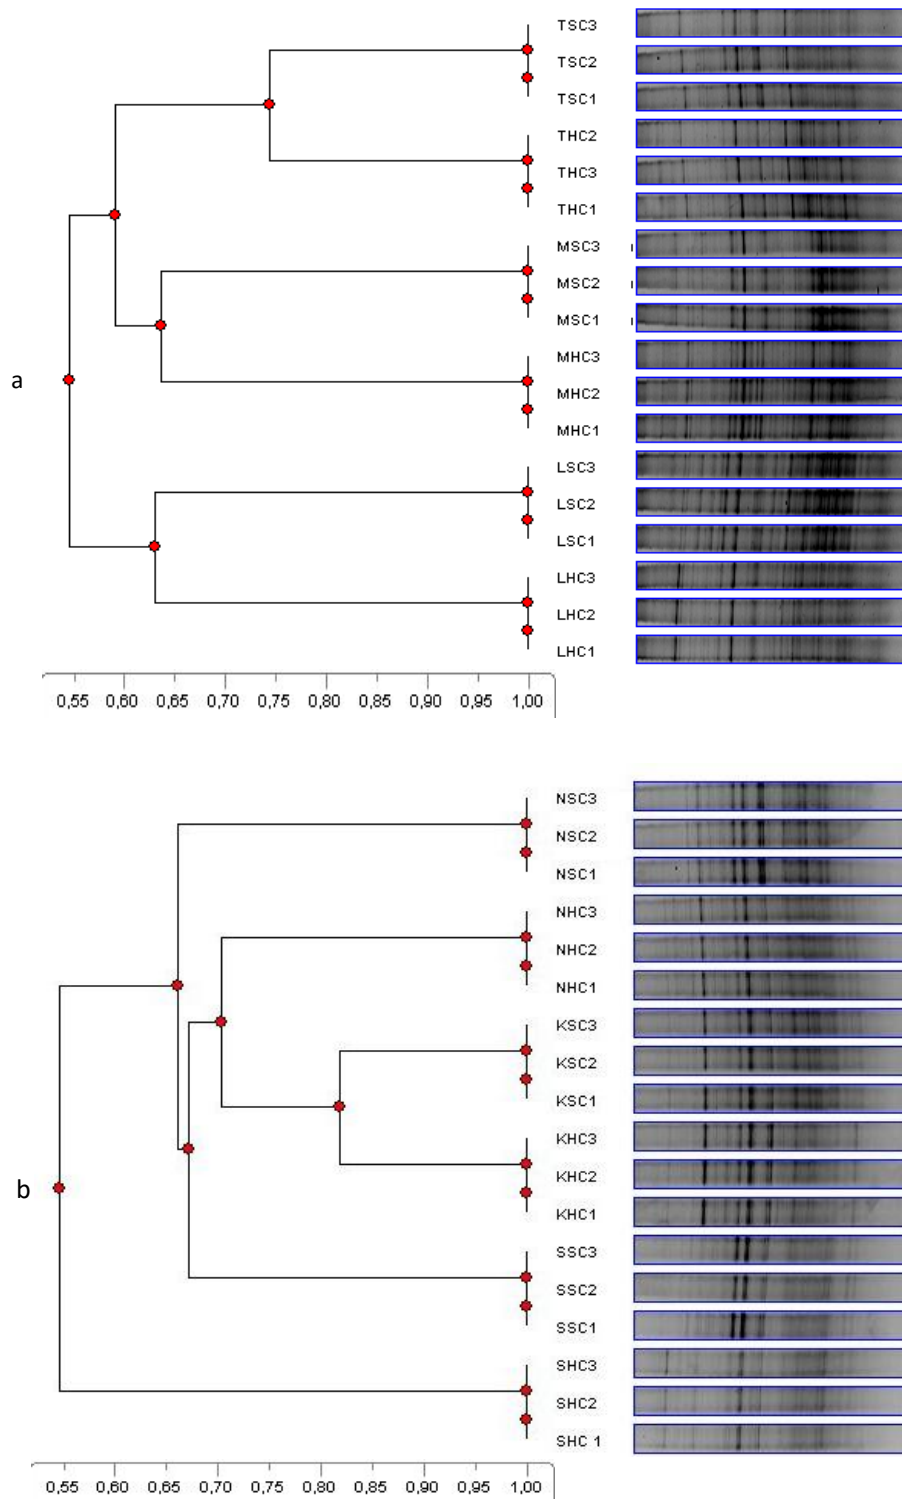 TSC3
TSC2
TSC1
THC2
THC3
THC1
MSC3
MSC2
MSC1
MHC3
a
MHC2
MHC1
LSC3
LSC2
LSC1
LHC3
LHC2
LHC1
0,55 0,60 0,65 0,70 0,75 0,80 0,85 0,90 0,95 1,00
NSC3
NSC2
NSC1
NHC3
NHC2
NHC1
KSC3
KSC2
KSC1
KHC3
KHC2
b
KHC1
SSC3
SSC2
SSC1
SHC3
SHC2
SHC 1
0,55 0,60 0,65 0,70 0,75 0,80 0,85 0,90 0,95 1,00